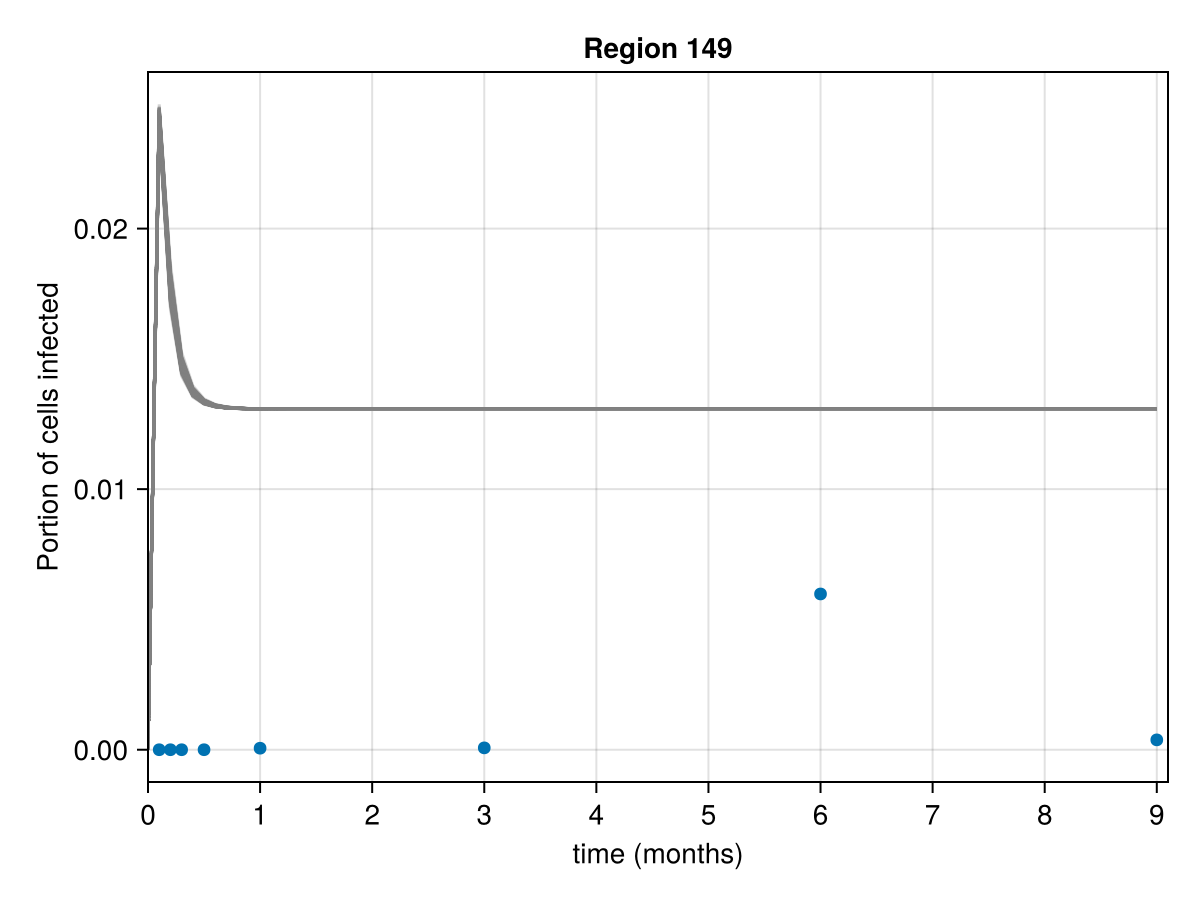 Region 149
Portion of cells infected
0.02
0.01
0.00
0 1 2 3 4 5 6 7 8 9
time (months)